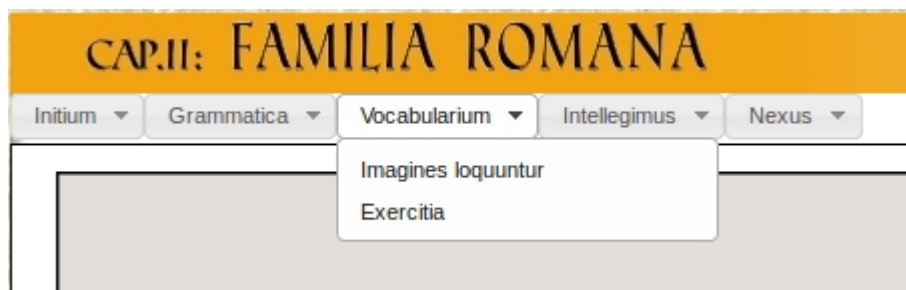 CAP.II: FAMILIA ROMANA
Initium Grammatica Vocabularium Intellegimus Nexus
Imagines loquuntur
Exercitia